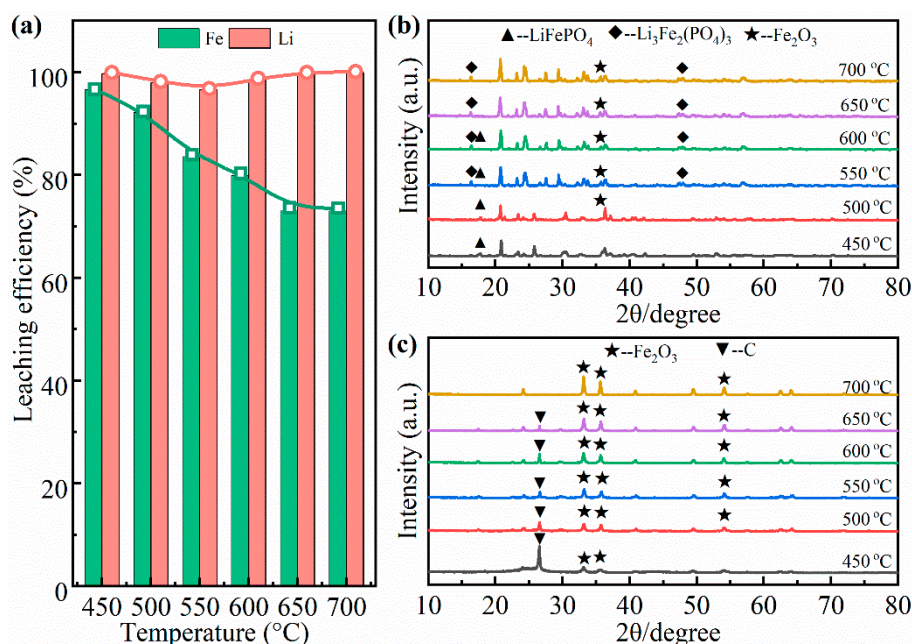 (a)
Fe Li
100
80
60
40
20
0
Leaching efficiency (%)
450 500 550 600 650 700
Temperature (°C)
(b)
▲--LiFePO₄ ◆--Li₃Fe₂(PO₄)₃ ★--Fe₂O₃
700 °C
650 °C
600 °C
550 °C
500 °C
450 °C
Intensity (a.u.)
10 20 30 40 50 60 70 80
2θ/degree
(c)
★--Fe₂O₃ ▼--C
700 °C
650 °C
600 °C
550 °C
500 °C
450 °C
Intensity (a.u.)
10 20 30 40 50 60 70 80
2θ/degree